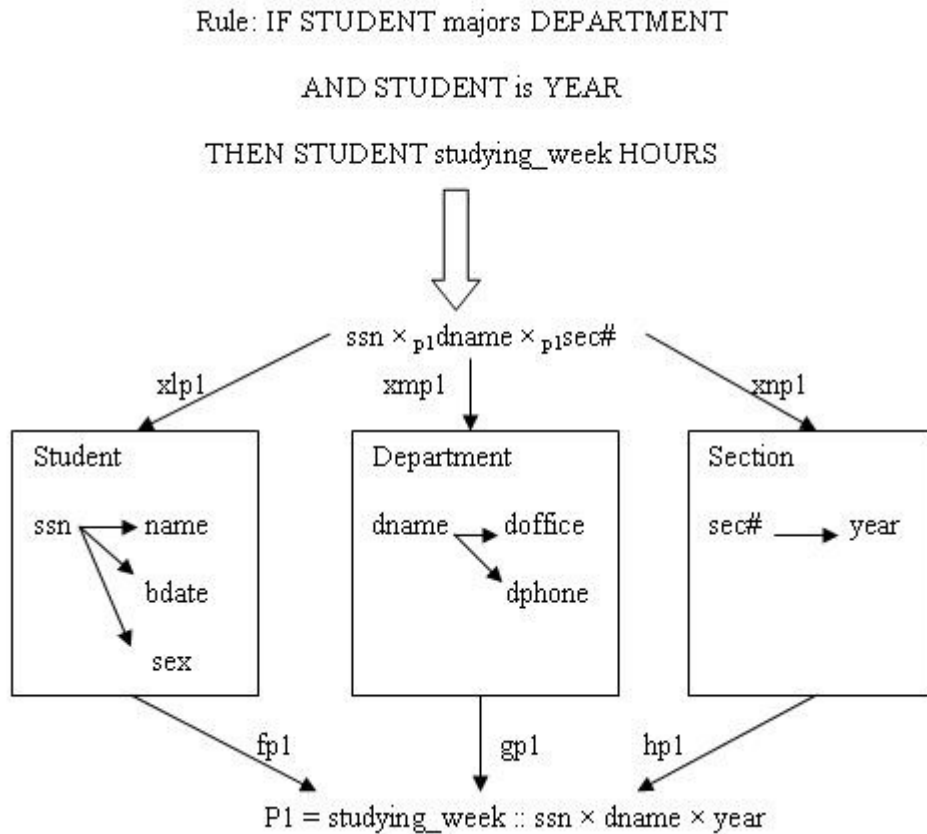 Rule: IF STUDENT majors DEPARTMENT
AND STUDENT is YEAR
THEN STUDENT studying_week HOURS
ssn × p1dname × p1sec#
xlp1 xmp1 xnp1
Student Department Section
ssn name dname doffice sec# year
bdate dphone
sex
fp1 gp1 hp1
P1 = studying_week :: ssn × dname × year